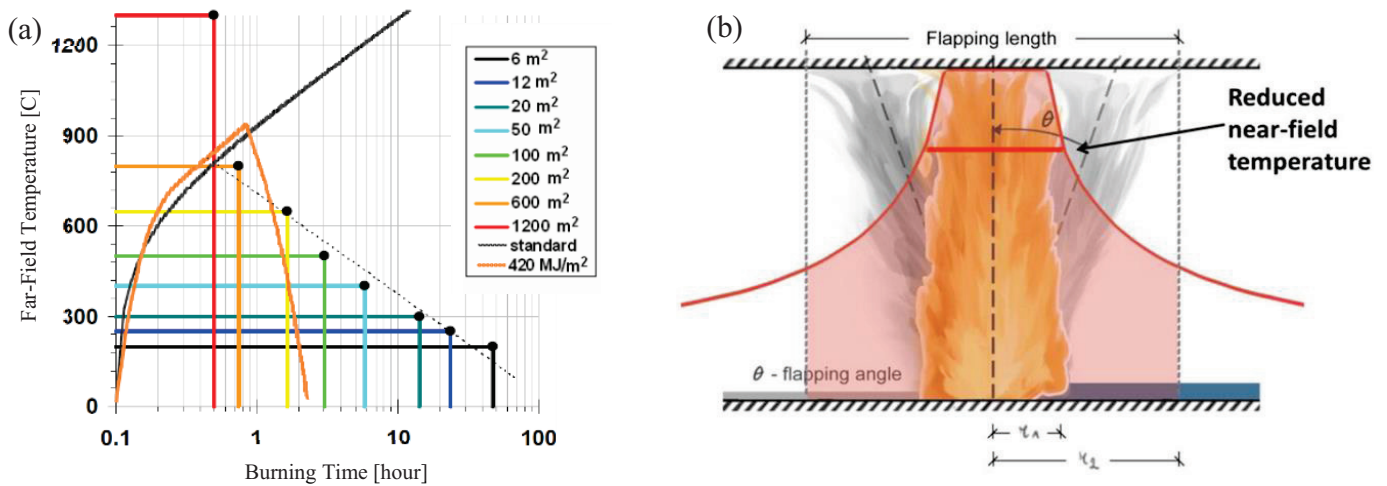 (a)
Far-Field Temperature [C]
1200
900
600
300
0
0.1
1
10
100
Burning Time [hour]
6 m²
12 m²
20 m²
50 m²
100 m²
200 m²
600 m²
1200 m²
standard
420 MJ/m²
(b)
Flapping length
θ
Reduced
near-field
temperature
θ - flapping angle
r₁
r₂